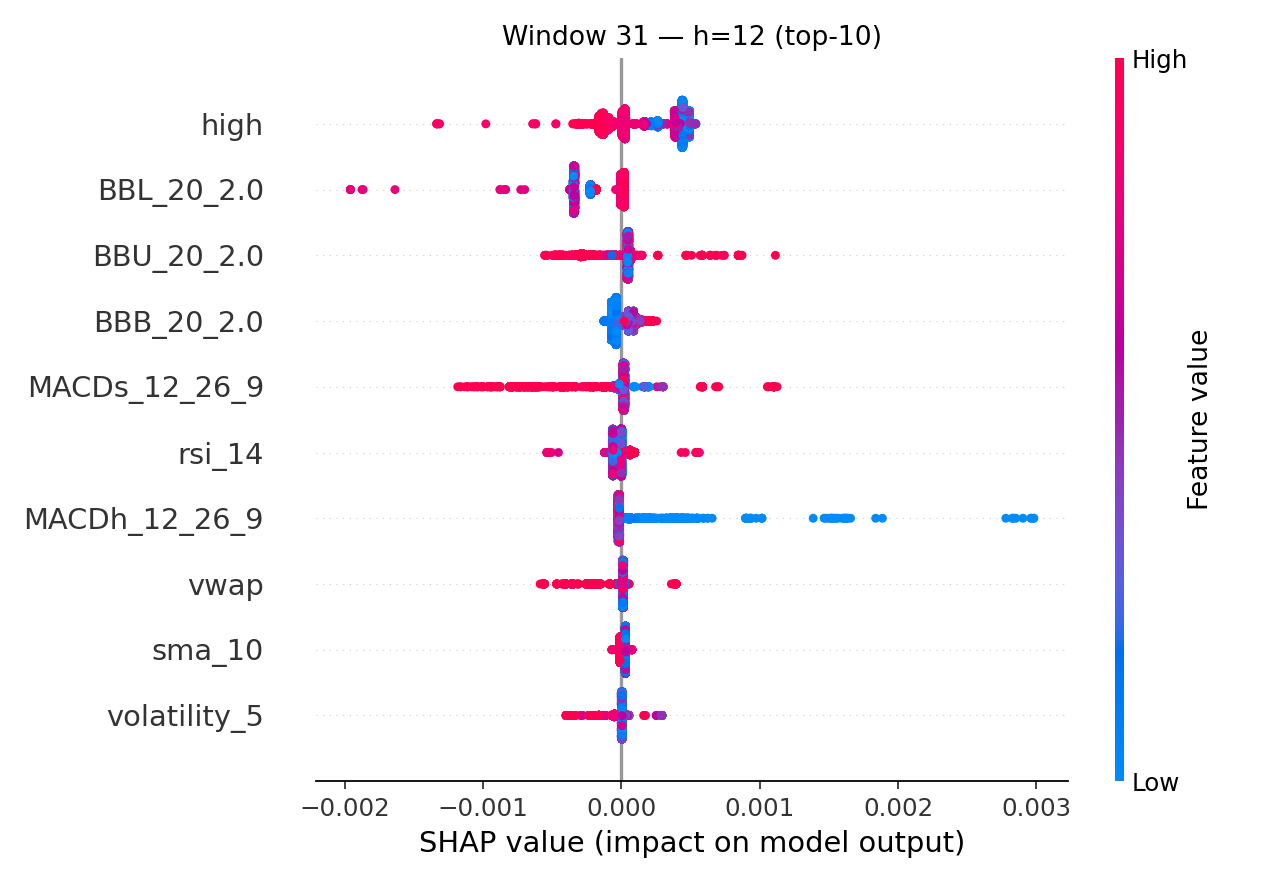 Window 31 — h=12 (top-10)
High
high
BBL_20_2.0
BBU_20_2.0
BBB_20_2.0
MACDs_12_26_9
rsi_14
MACDh_12_26_9
vwap
sma_10
volatility_5
Feature value
Low
−0.002 −0.001 0.000 0.001 0.002 0.003
SHAP value (impact on model output)